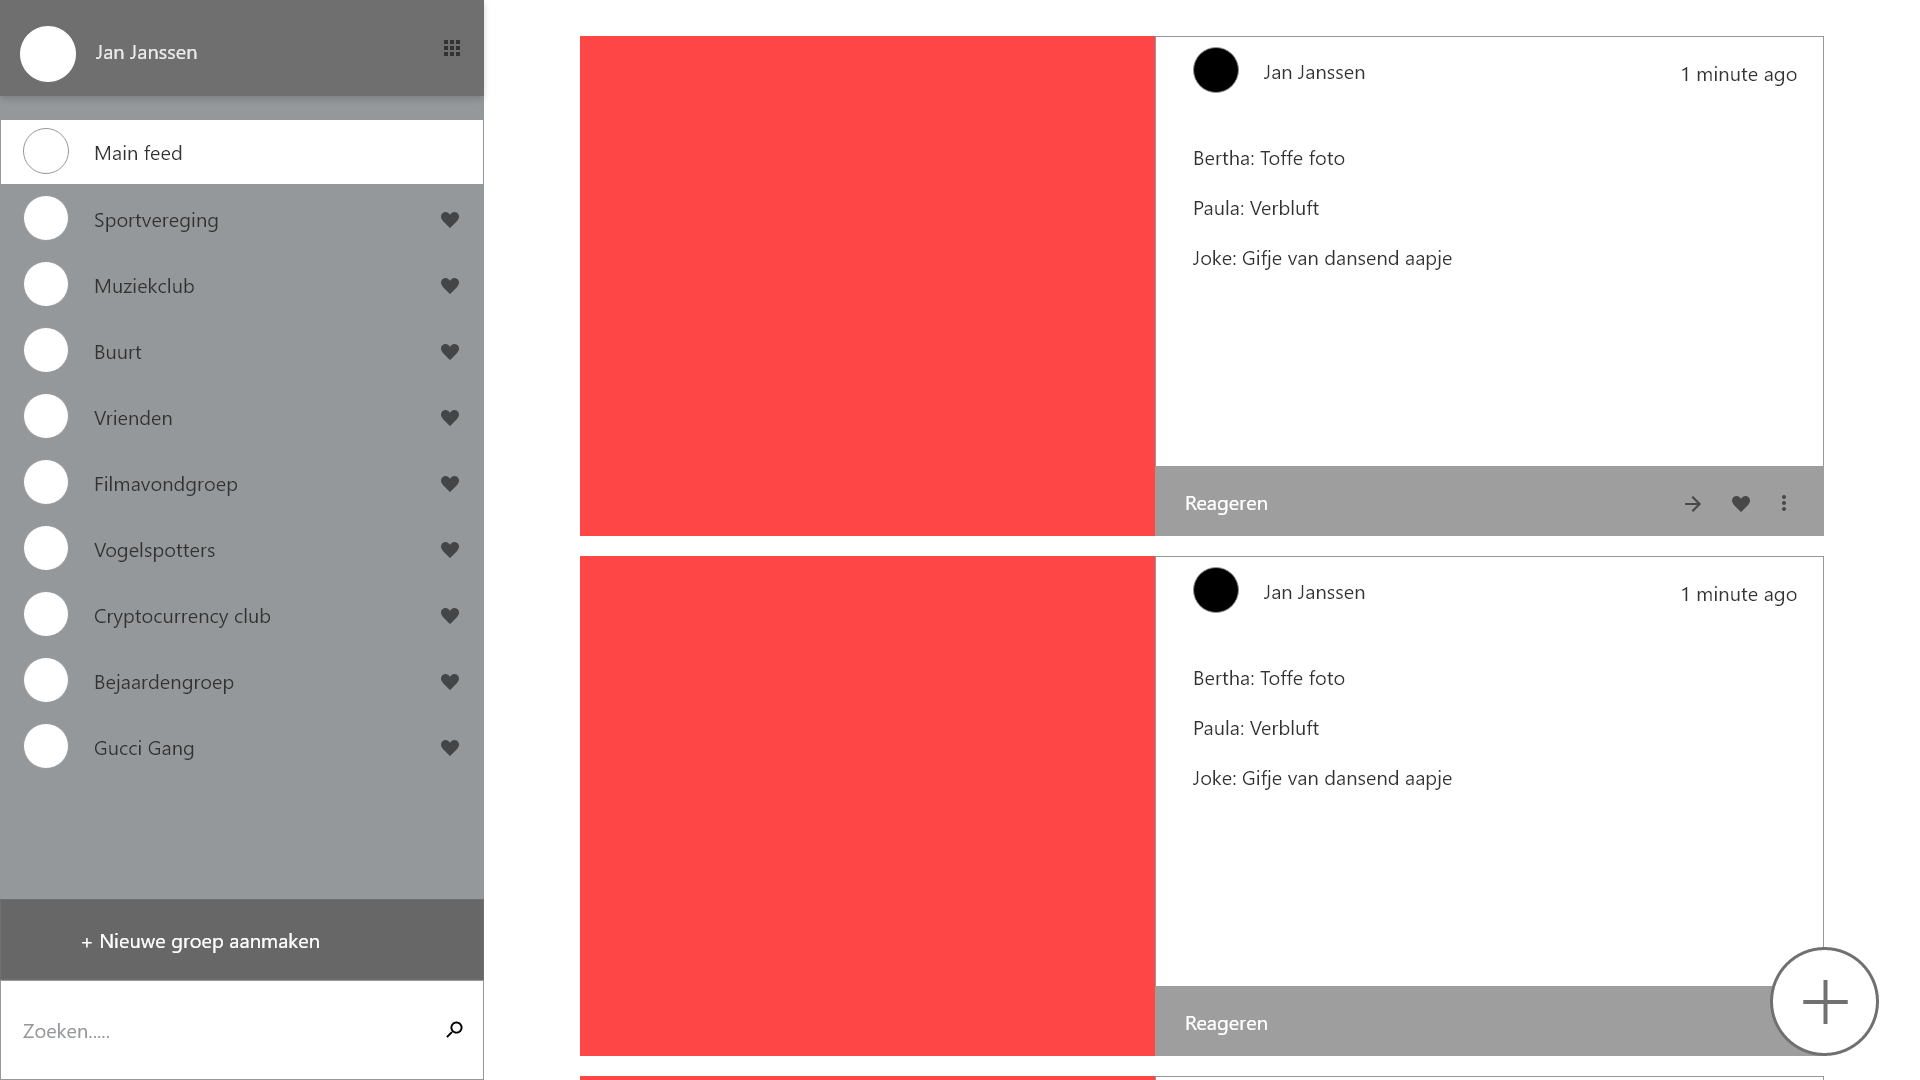 Jan Janssen
Main feed
Sportvereging
Muziekclub
Buurt
Vrienden
Filmavondgroep
Vogelspotters
Cryptocurrency club
Bejaardengroep
Gucci Gang
+ Nieuwe groep aanmaken
Zoeken.....
Jan Janssen
1 minute ago
Bertha: Toffe foto
Paula: Verbluft
Joke: Gifje van dansend aapje
Reageren
Jan Janssen
1 minute ago
Bertha: Toffe foto
Paula: Verbluft
Joke: Gifje van dansend aapje
Reageren